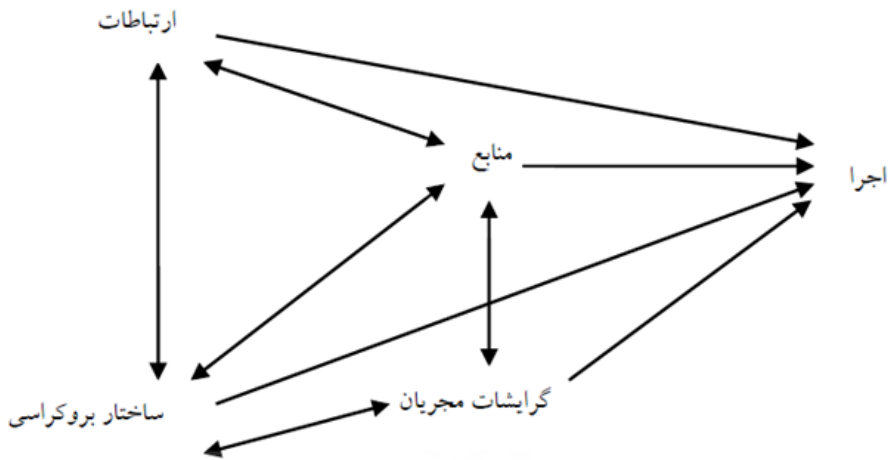 ارتباطات
منابع
اجرا
گرایشات مجریان
ساختار بروکراسی